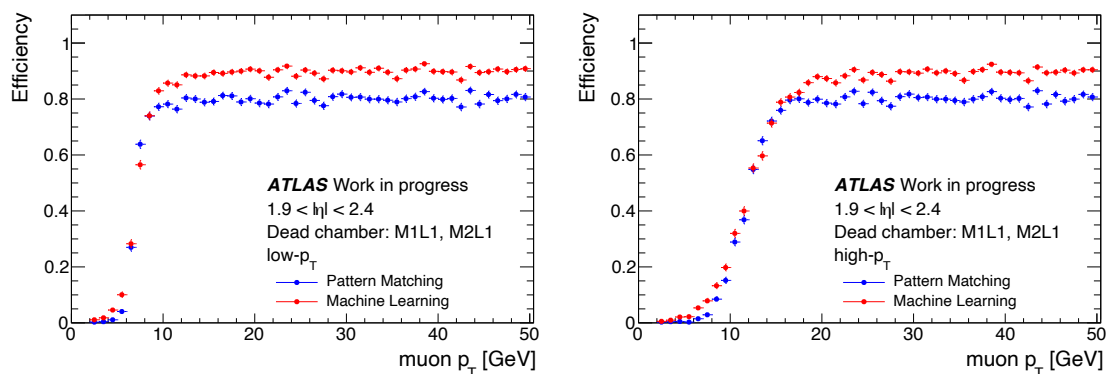 Efficiency
1
0.8
0.6
0.4
0.2
0
ATLAS Work in progress
1.9 < |η| < 2.4
Dead chamber: M1L1, M2L1
low-p_T
Pattern Matching
Machine Learning
0 10 20 30 40 50
muon p_T [GeV]
Efficiency
1
0.8
0.6
0.4
0.2
0
ATLAS Work in progress
1.9 < |η| < 2.4
Dead chamber: M1L1, M2L1
high-p_T
Pattern Matching
Machine Learning
0 10 20 30 40 50
muon p_T [GeV]